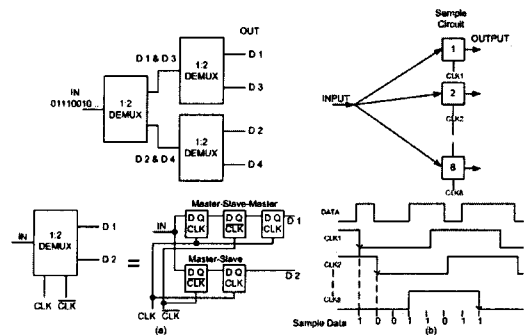 OUT
D 1 & D 3
1:2
DEMUX
D 1
D 3
IN
01110010...
1:2
DEMUX
D 2 & D 4
1:2
DEMUX
D 2
D 4
IN
1:2
DEMUX
D 1
D 2
CLK
CLK
=
Master-Slave-Master
IN
D Q
CLK
D Q
CLK
D Q
CLK
D 1
Master-Slave
D Q
CLK
D Q
CLK
D 2
CLK
CLK
(a)
Sample
Circuit
OUTPUT
1
CLK1
INPUT
2
CLK2
8
CLK8
DATA
CLK1
CLK2
CLK8
Sample Data
1 0 0 1 1 0 1 1
(b)